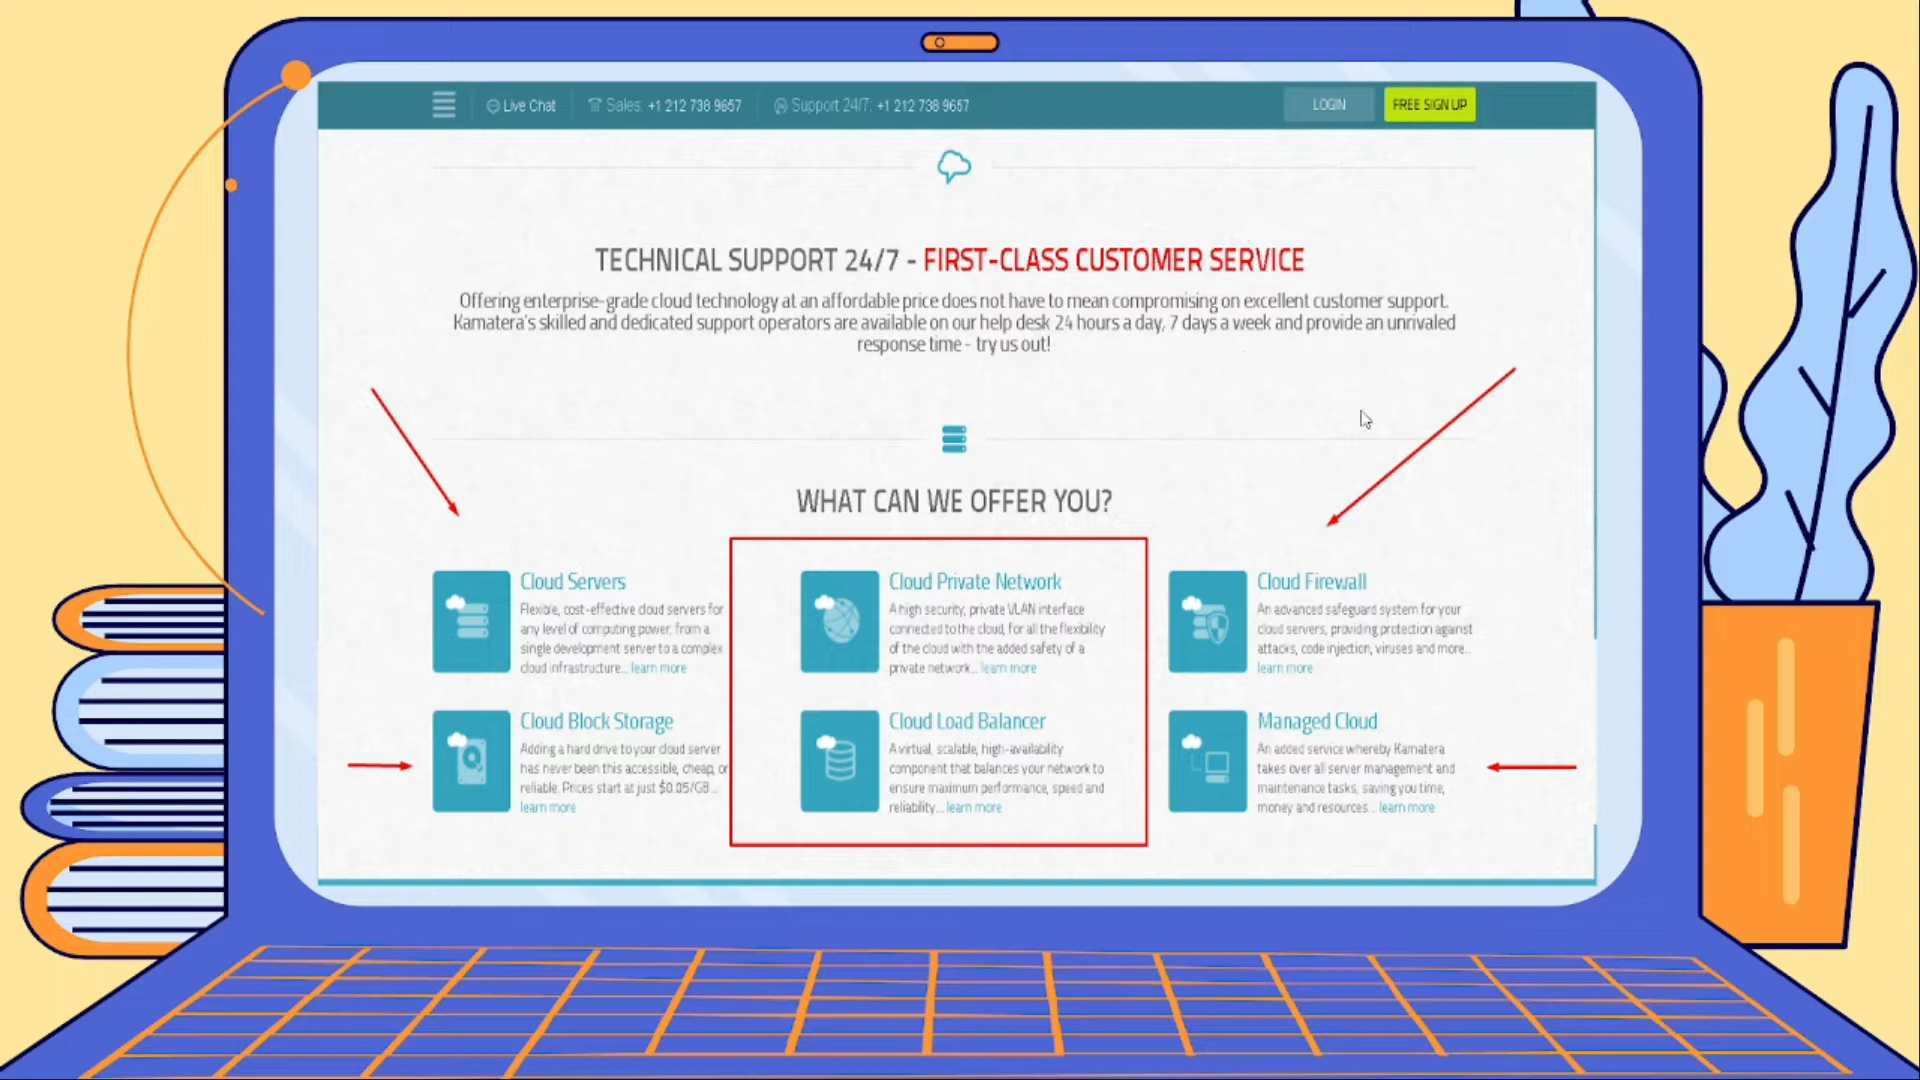 Live Chat Sales: +1 212 738 9657 Support 24/7: +1 212 738 9657 LOGIN FREE SIGN UP
TECHNICAL SUPPORT 24/7 - FIRST-CLASS CUSTOMER SERVICE
Offering enterprise-grade cloud technology at an affordable price does not have to mean compromising on excellent customer support.
Kamatera's skilled and dedicated support operators are available on our help desk 24 hours a day, 7 days a week and provide an unrivaled
response time - try us out!
WHAT CAN WE OFFER YOU?
Cloud Servers
Flexible, cost-effective cloud servers for
any level of computing power, from a
single development server to a complex
cloud infrastructure... learn more
Cloud Private Network
A high security, private VLAN interface
connected to the cloud, for all the flexibility
of the cloud with the added safety of a
private network... learn more
Cloud Firewall
An advanced safeguard system for your
cloud servers, providing protection against
attacks, code injection, viruses and more...
learn more
Cloud Block Storage
Adding a hard drive to your cloud server
has never been this accessible, cheap, or
reliable. Prices start at just $0.05/GB...
learn more
Cloud Load Balancer
A virtual, scalable, high-availability
component that balances your network to
ensure maximum performance, speed and
reliability... learn more
Managed Cloud
An added service whereby Kamatera
takes over all server management and
maintenance tasks, saving you time,
money and resources... learn more